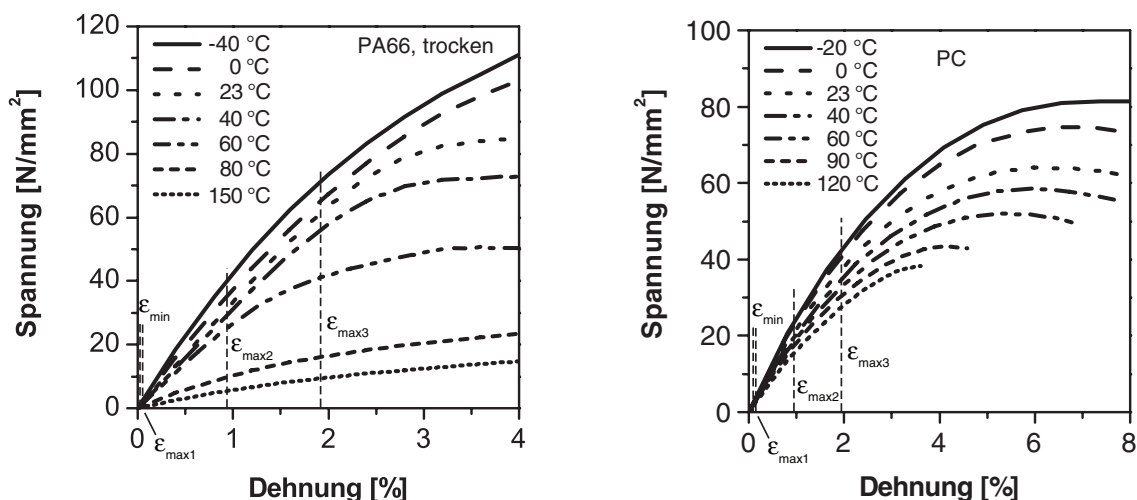 120
100
80
60
40
20
0
0 1 2 3 4
Spannung [N/mm²]
Dehnung [%]
PA66, trocken
-40 °C
0 °C
23 °C
40 °C
60 °C
80 °C
150 °C
εmin
εmax1
εmax2
εmax3
100
80
60
40
20
0
0 2 4 6 8
Spannung [N/mm²]
Dehnung [%]
PC
-20 °C
0 °C
23 °C
40 °C
60 °C
90 °C
120 °C
εmin
εmax1
εmax2
εmax3